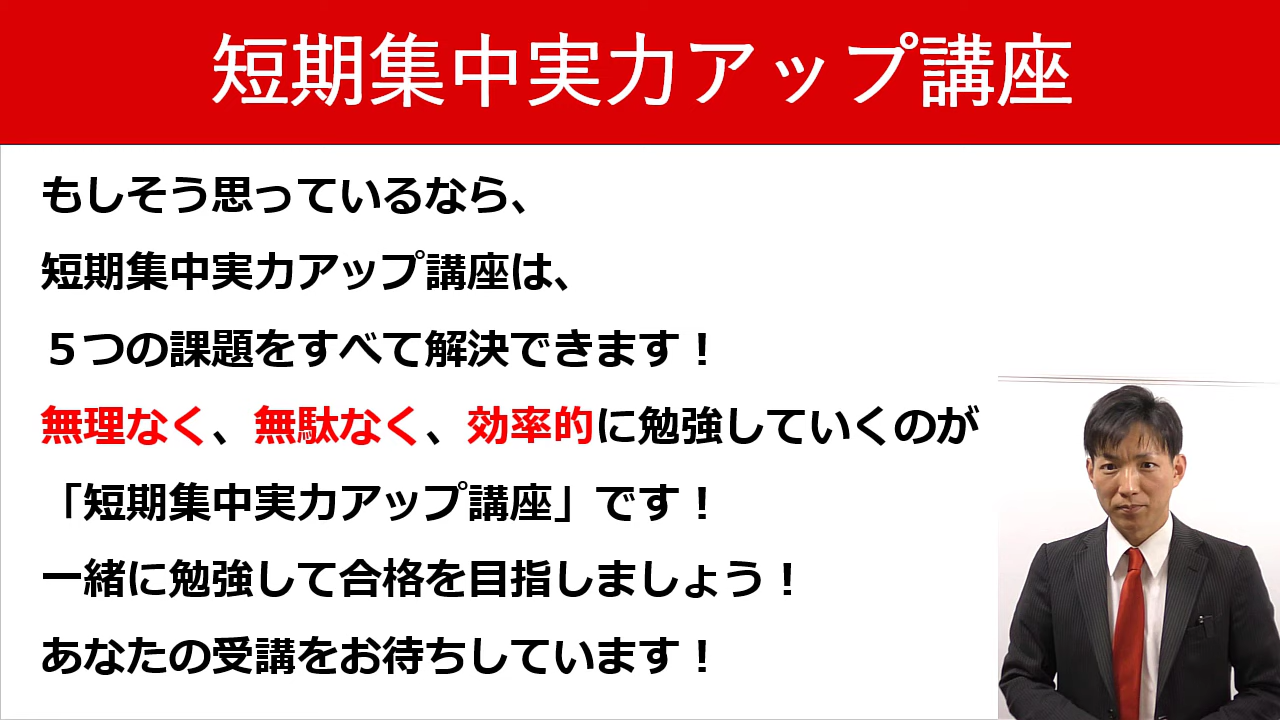 短期集中実力アップ講座
もしそう思っているなら、
短期集中実力アップ講座は、
５つの課題をすべて解決できます！
無理なく、無駄なく、効率的に勉強していくのが
「短期集中実力アップ講座」です！
一緒に勉強して合格を目指しましょう！
あなたの受講をお待ちしています！